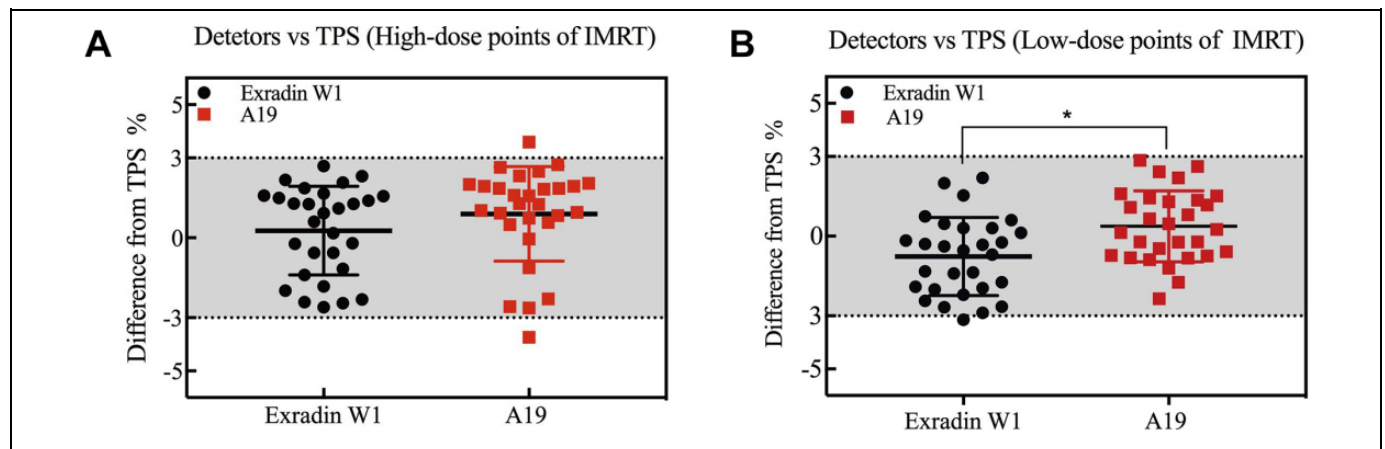 A
Detetors vs TPS (High-dose points of IMRT)
Difference from TPS %
5
3
0
-3
-5
Exradin W1
A19
Exradin W1
A19
B
Detectors vs TPS (Low-dose points of IMRT)
Difference from TPS %
5
3
0
3
-5
Exradin W1
A19
*
Exradin W1
A19